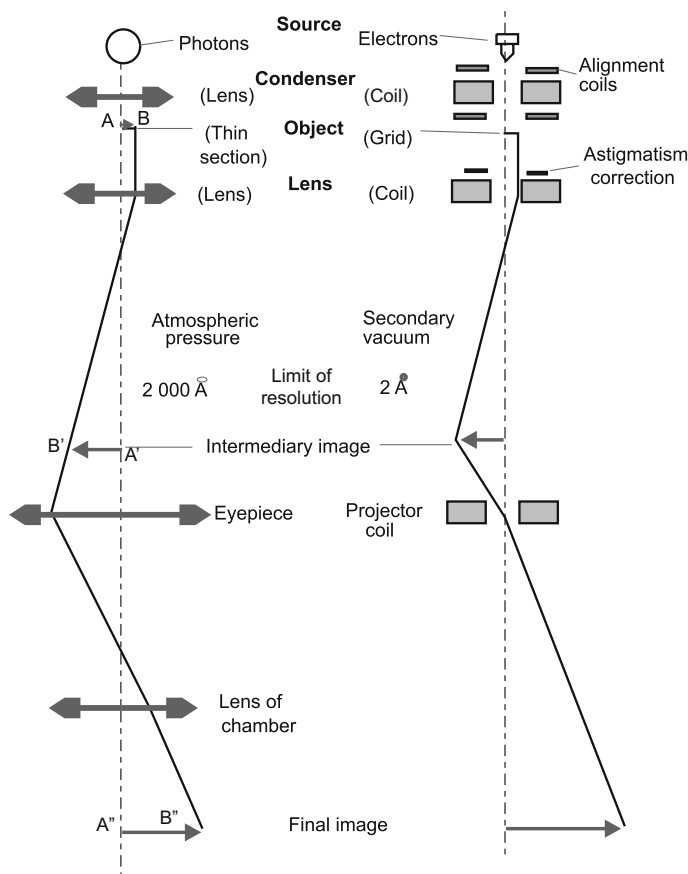 Source
Photons
Electrons
Alignment
coils
Condenser
(Lens)
(Coil)
A
B
Object
(Thin
section)
(Grid)
Astigmatism
correction
Lens
(Lens)
(Coil)
Atmospheric
pressure
Secondary
vacuum
2 000 Å
Limit of
resolution
2 Å
B’
A’
Intermediary image
Eyepiece
Projector
coil
Lens of
chamber
A”
B”
Final image